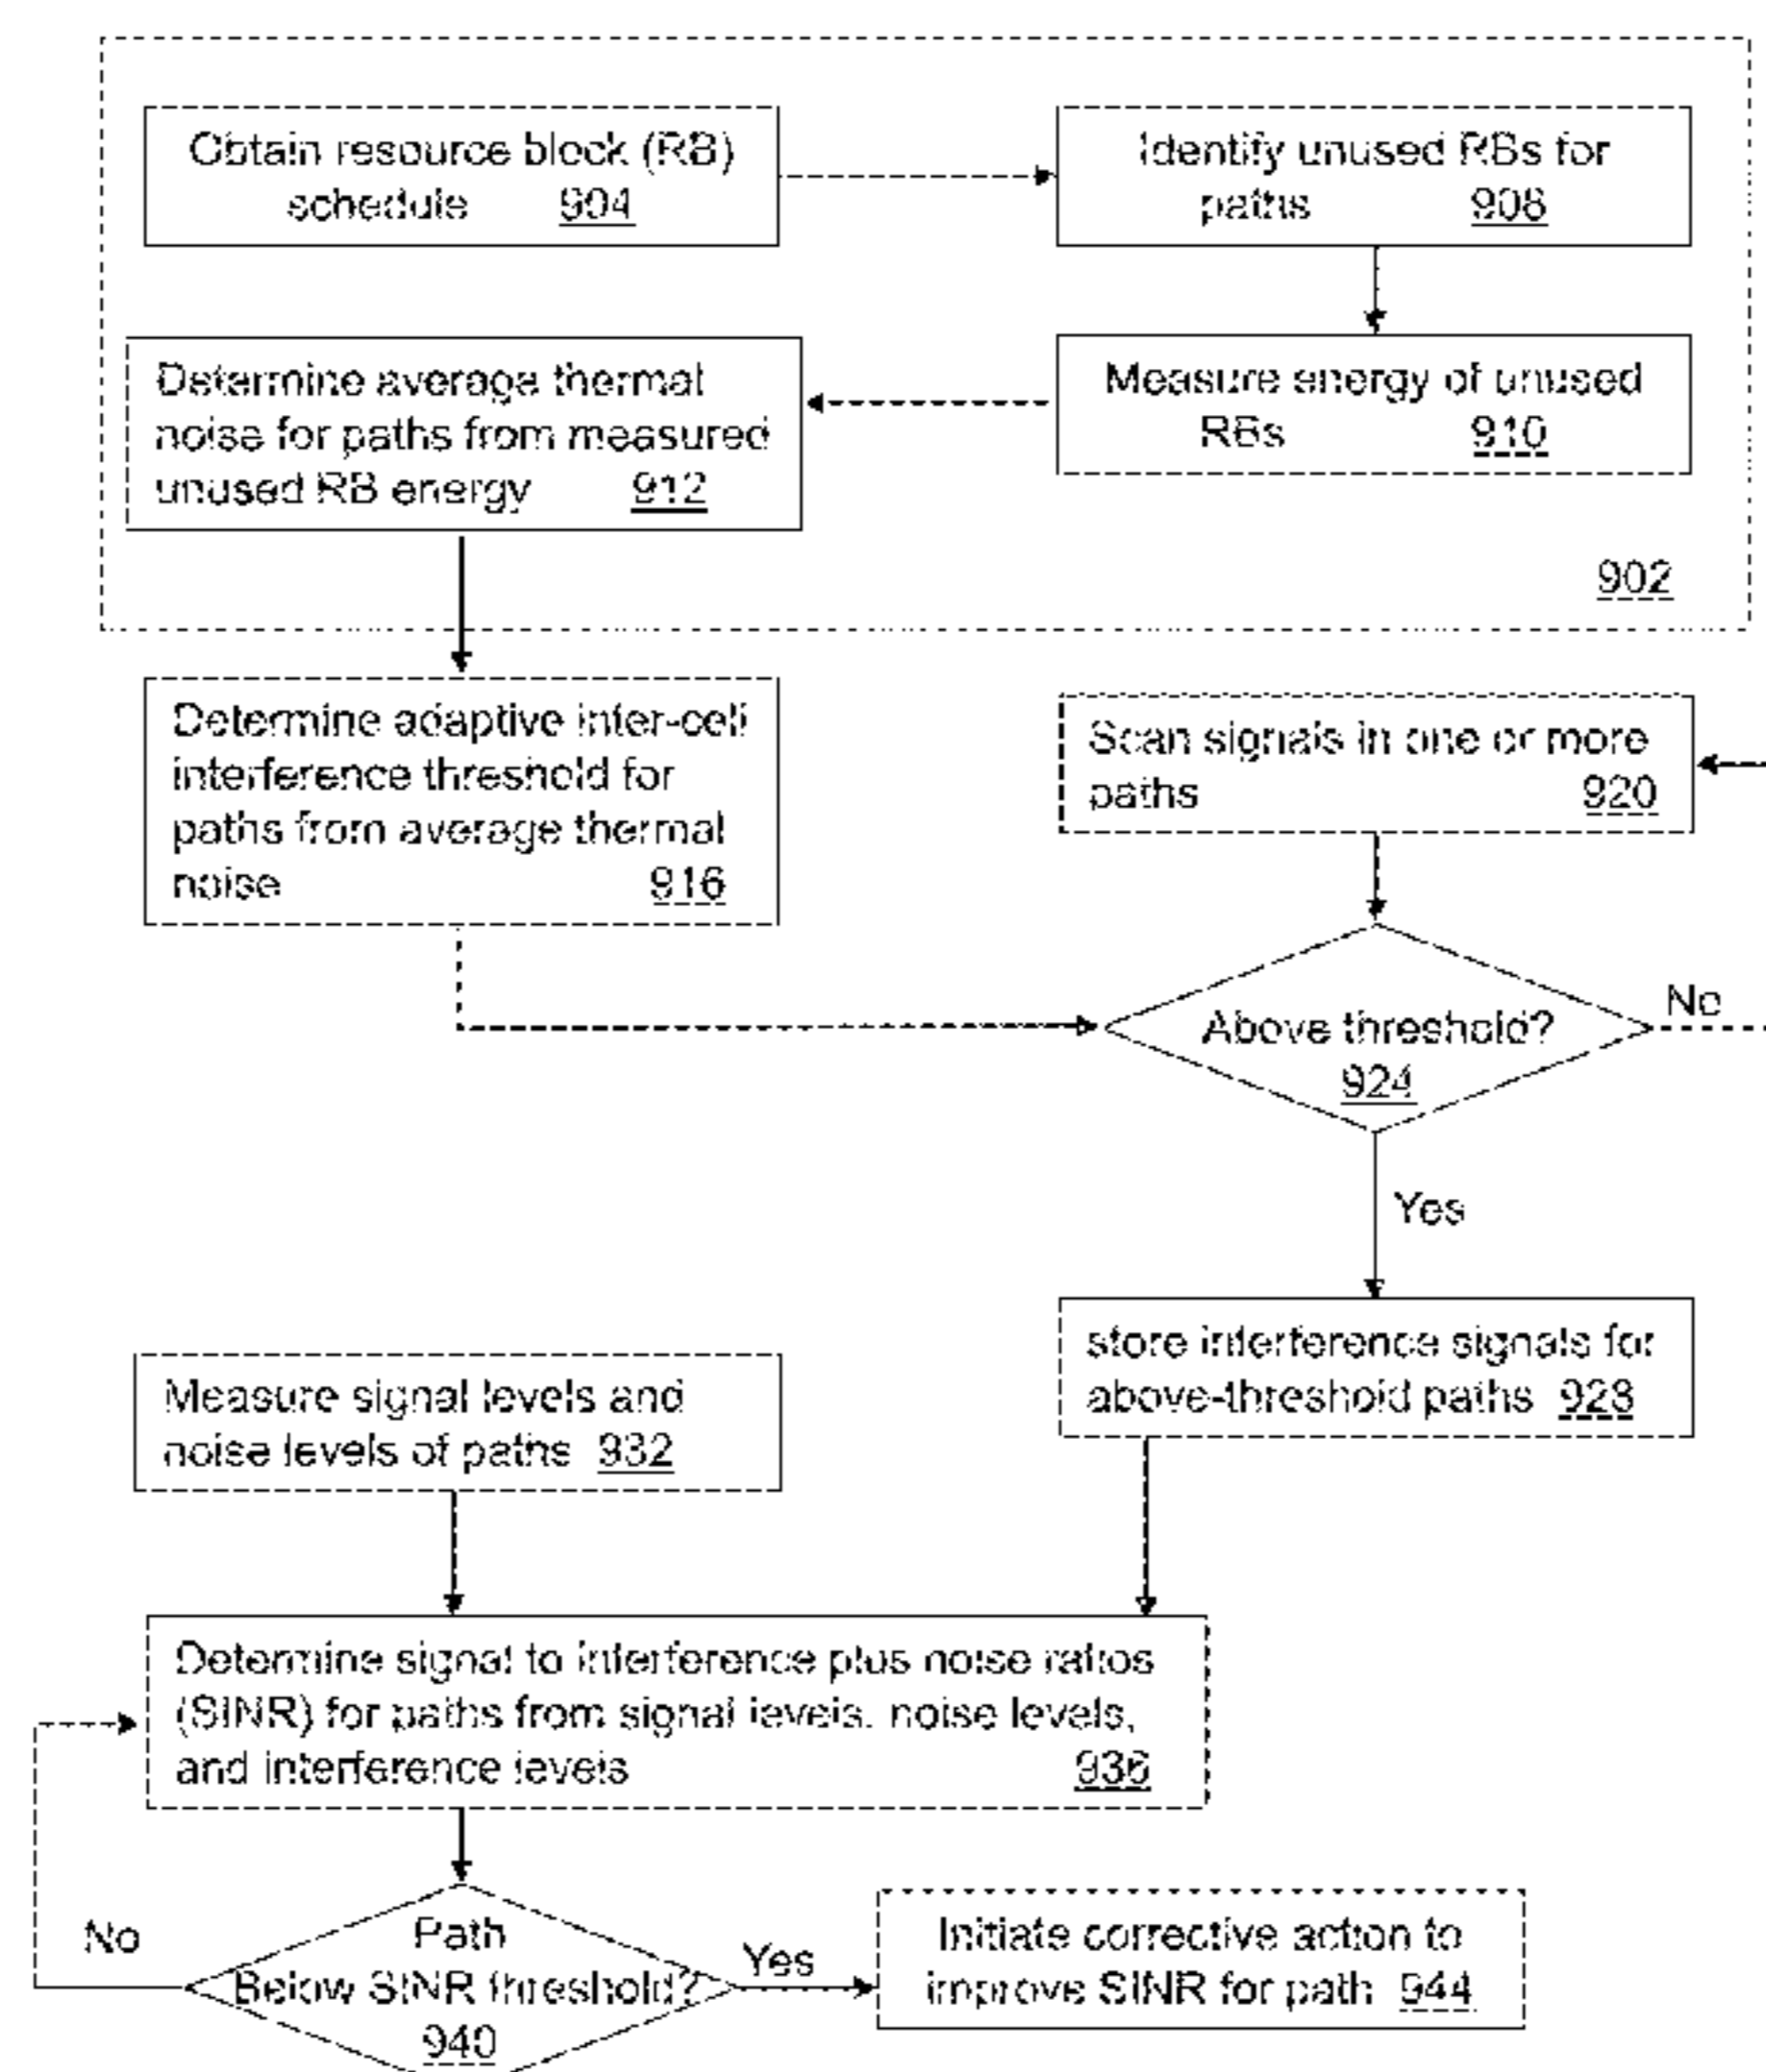 Obtain resource block (RB)
schedule 904
Identify unused RBs for
paths 908
Determine average thermal
noise for paths from measured
unused RB energy 912
Measure energy of unused
RBs 910
902
Determine adaptive inter-cell
interference threshold for
paths from average thermal
noise 916
Scan signals in one or more
paths 920
Above threshold?
924
No
Yes
store interference signals for
above-threshold paths 928
Measure signal levels and
noise levels of paths 932
Determine signal to interference plus noise ratios
(SINR) for paths from signal levels, noise levels,
and interference levels 936
No
Path
Below SINR threshold?
940
Yes
Initiate corrective action to
improve SINR for path 944